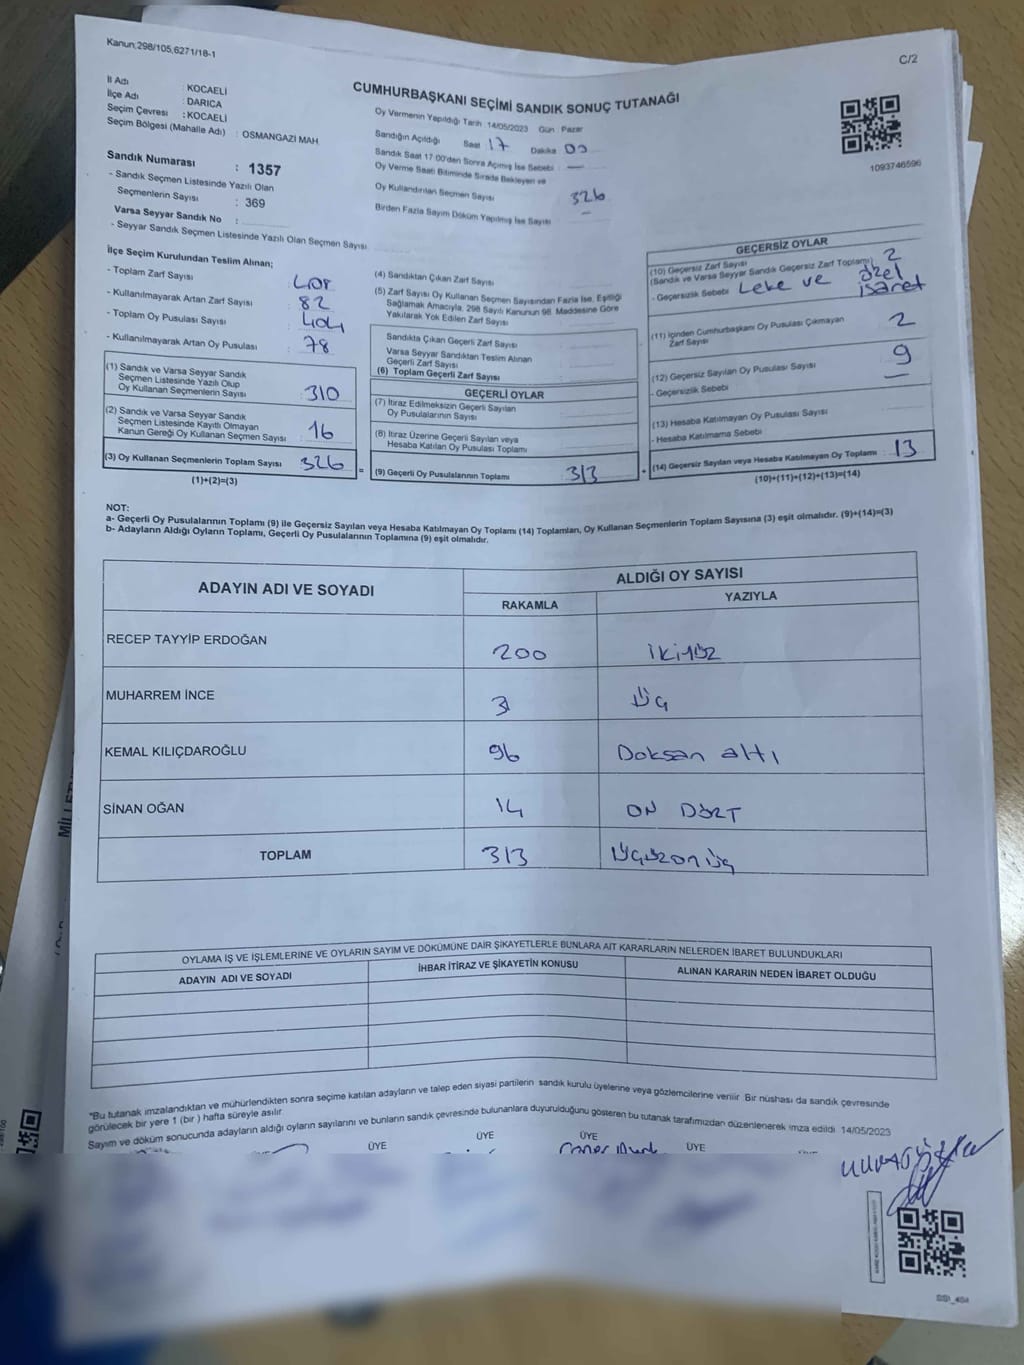 Kanun;298/105,6271/18-1
C/2
İl Adı : KOCAELİ
İlçe Adı : DARICA
Seçim Çevresi : KOCAELİ
Seçim Bölgesi (Mahalle Adı) : OSMANGAZİ MAH.
Sandık Numarası : 1357
- Sandık Seçmen Listesinde Yazılı Olan
Seçmenlerin Sayısı : 369
Varsa Seyyar Sandık No :
- Seyyar Sandık Seçmen Listesinde Yazılı Olan Seçmen Sayısı
CUMHURBAŞKANI SEÇİMİ SANDIK SONUÇ TUTANAĞI
Oy Vermenin Yapıldığı Tarih :14/05/2023 Gün : Pazar
Sandığın Açıldığı Saat 17 Dakika 00
Sandık Saat 17:00'den Sonra Açılmış İse Sebebi : —
Oy Verme Saati Bitiminde Sırada Bekleyen ve
Oy Kullandırılan Seçmen Sayısı 326
Birden Fazla Sayım Döküm Yapılmış İse Sayısı —
1093746596
İlçe Seçim Kurulundan Teslim Alınan;
- Toplam Zarf Sayısı : 408
- Kullanılmayarak Artan Zarf Sayısı : 82
- Toplam Oy Pusulası Sayısı : 404
- Kullanılmayarak Artan Oy Pusulası : 78
(1) Sandık ve Varsa Seyyar Sandık
Seçmen Listesinde Yazılı Olup
Oy Kullanan Seçmenlerin Sayısı : 310
(2) Sandık ve Varsa Seyyar Sandık
Seçmen Listesinde Kayıtlı Olmayan
Kanun Gereği Oy Kullanan Seçmen Sayısı : 16
(3) Oy Kullanan Seçmenlerin Toplam Sayısı : 326
(1)+(2)=(3)
(4) Sandıktan Çıkan Zarf Sayısı
(5) Zarf Sayısı Oy Kullanan Seçmen Sayısından Fazla İse, Eşitliği
Sağlamak Amacıyla, 298 Sayılı Kanunun 98. Maddesine Göre
Yakılarak Yok Edilen Zarf Sayısı
Sandıkta Çıkan Geçerli Zarf Sayısı
Varsa Seyyar Sandıktan Teslim Alınan
Geçerli Zarf Sayısı
(6) Toplam Geçerli Zarf Sayısı
GEÇERLİ OYLAR
(7) İtiraz Edilmeksizin Geçerli Sayılan
Oy Pusulalarının Sayısı
(8) İtiraz Üzerine Geçerli Sayılan veya
Hesaba Katılan Oy Pusulası Toplamı
= (9) Geçerli Oy Pusulalarının Toplamı : 313
GEÇERSİZ OYLAR
(10) Geçersiz Zarf Sayısı
(Sandık ve Varsa Seyyar Sandık Geçersiz Zarf Toplamı) : 2
- Geçersizlik Sebebi Leke ve özel
işaret
(11) İçinden Cumhurbaşkanı Oy Pusulası Çıkmayan
Zarf Sayısı 2
(12) Geçersiz Sayılan Oy Pusulası Sayısı 9
- Geçersizlik Sebebi —
(13) Hesaba Katılmayan Oy Pusulası Sayısı
- Hesaba Katılmama Sebebi
+ (14) Geçersiz Sayılan veya Hesaba Katılmayan Oy Toplamı : 13
(10)+(11)+(12)+(13)=(14)
NOT:
a- Geçerli Oy Pusulalarının Toplamı (9) ile Geçersiz Sayılan veya Hesaba Katılmayan Oy Toplamı (14) Toplamları, Oy Kullanan Seçmenlerin Toplam Sayısına (3) eşit olmalıdır. (9)+(14)=(3)
b- Adayların Aldığı Oyların Toplamı, Geçerli Oy Pusulalarının Toplamına (9) eşit olmalıdır.
ADAYIN ADI VE SOYADI
ALDIĞI OY SAYISI
RAKAMLA YAZIYLA
RECEP TAYYİP ERDOĞAN 200 ikiyüz
MUHARREM İNCE 3 üç
KEMAL KILIÇDAROĞLU 96 Doksan altı
SİNAN OĞAN 14 ON DÖRT
TOPLAM 313 üçyüzonüç
OYLAMA İŞ VE İŞLEMLERİNE VE OYLARIN SAYIM VE DÖKÜMÜNE DAİR ŞİKAYETLERLE BUNLARA AİT KARARLARIN NELERDEN İBARET BULUNDUKLARI
ADAYIN ADI VE SOYADI
İHBAR İTİRAZ VE ŞİKAYETİN KONUSU
ALINAN KARARIN NEDEN İBARET OLDUĞU
"Bu tutanak imzalandıktan ve mühürlendikten sonra seçime katılan adayların ve talep eden siyasi partilerin sandık kurulu üyelerine veya gözlemcilerine verilir. Bir nüshası da sandık çevresinde
görülecek bir yere 1 (bir) hafta süreyle asılır.
Sayım ve döküm sonucunda adayların aldığı oyların sayılarını ve bunların sandık çevresinde bulunanlara duyurulduğunu gösteren bu tutanak tarafımızdan düzenlenerek imza edildi. 14/05/2023
ÜYE ÜYE ÜYE ÜYE